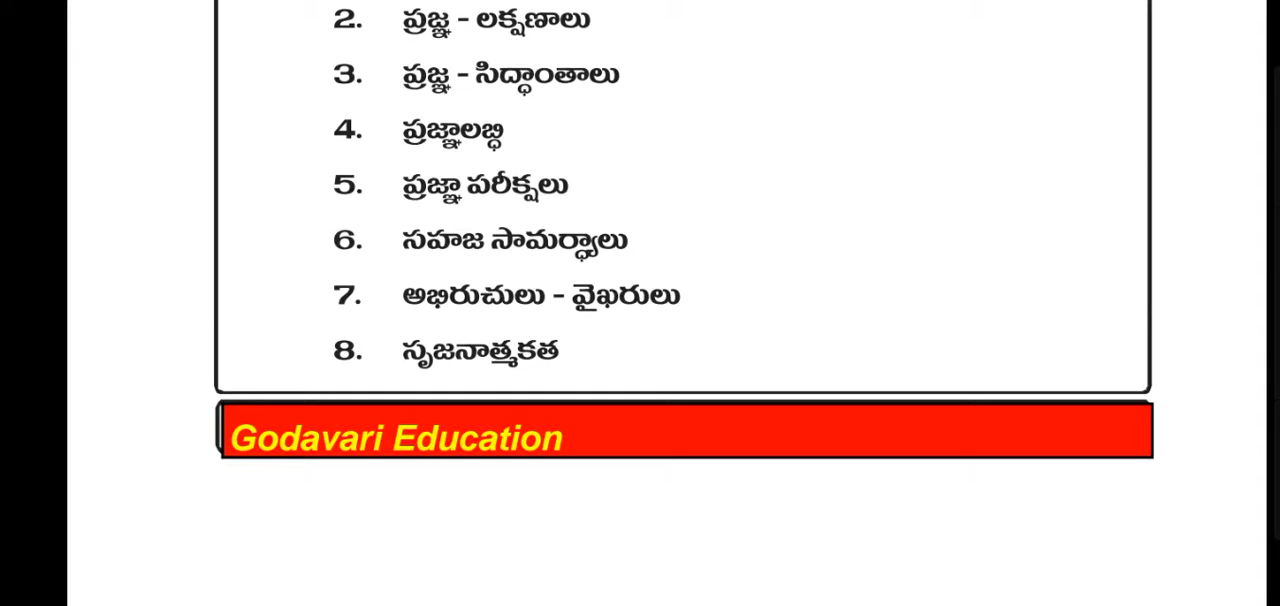 2. ప్రజ్ఞ - లక్షణాలు
3. ప్రజ్ఞ - సిద్ధాంతాలు
4. ప్రజ్ఞాలబ్ధి
5. ప్రజ్ఞా పరీక్షలు
6. సహజ సామర్ధ్యాలు
7. అభిరుచులు - వైఖరులు
8. సృజనాత్మకత
Godavari Education